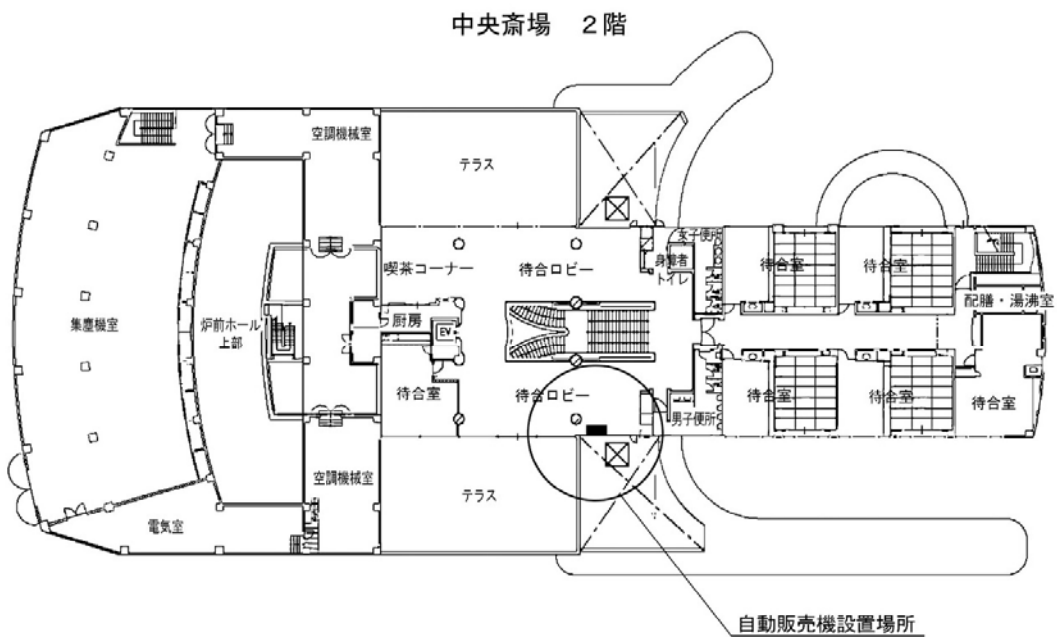 中央斎場 2階
空調機械室
テラス
女子便所
身障者
トイレ
喫茶コーナー
待合ロビー
待合室
待合室
配膳・湯沸室
集塵機室
炉前ホール
上部
厨房
EV
待合室
待合ロビー
男子便所
待合室
待合室
待合室
空調機械室
テラス
電気室
自動販売機設置場所